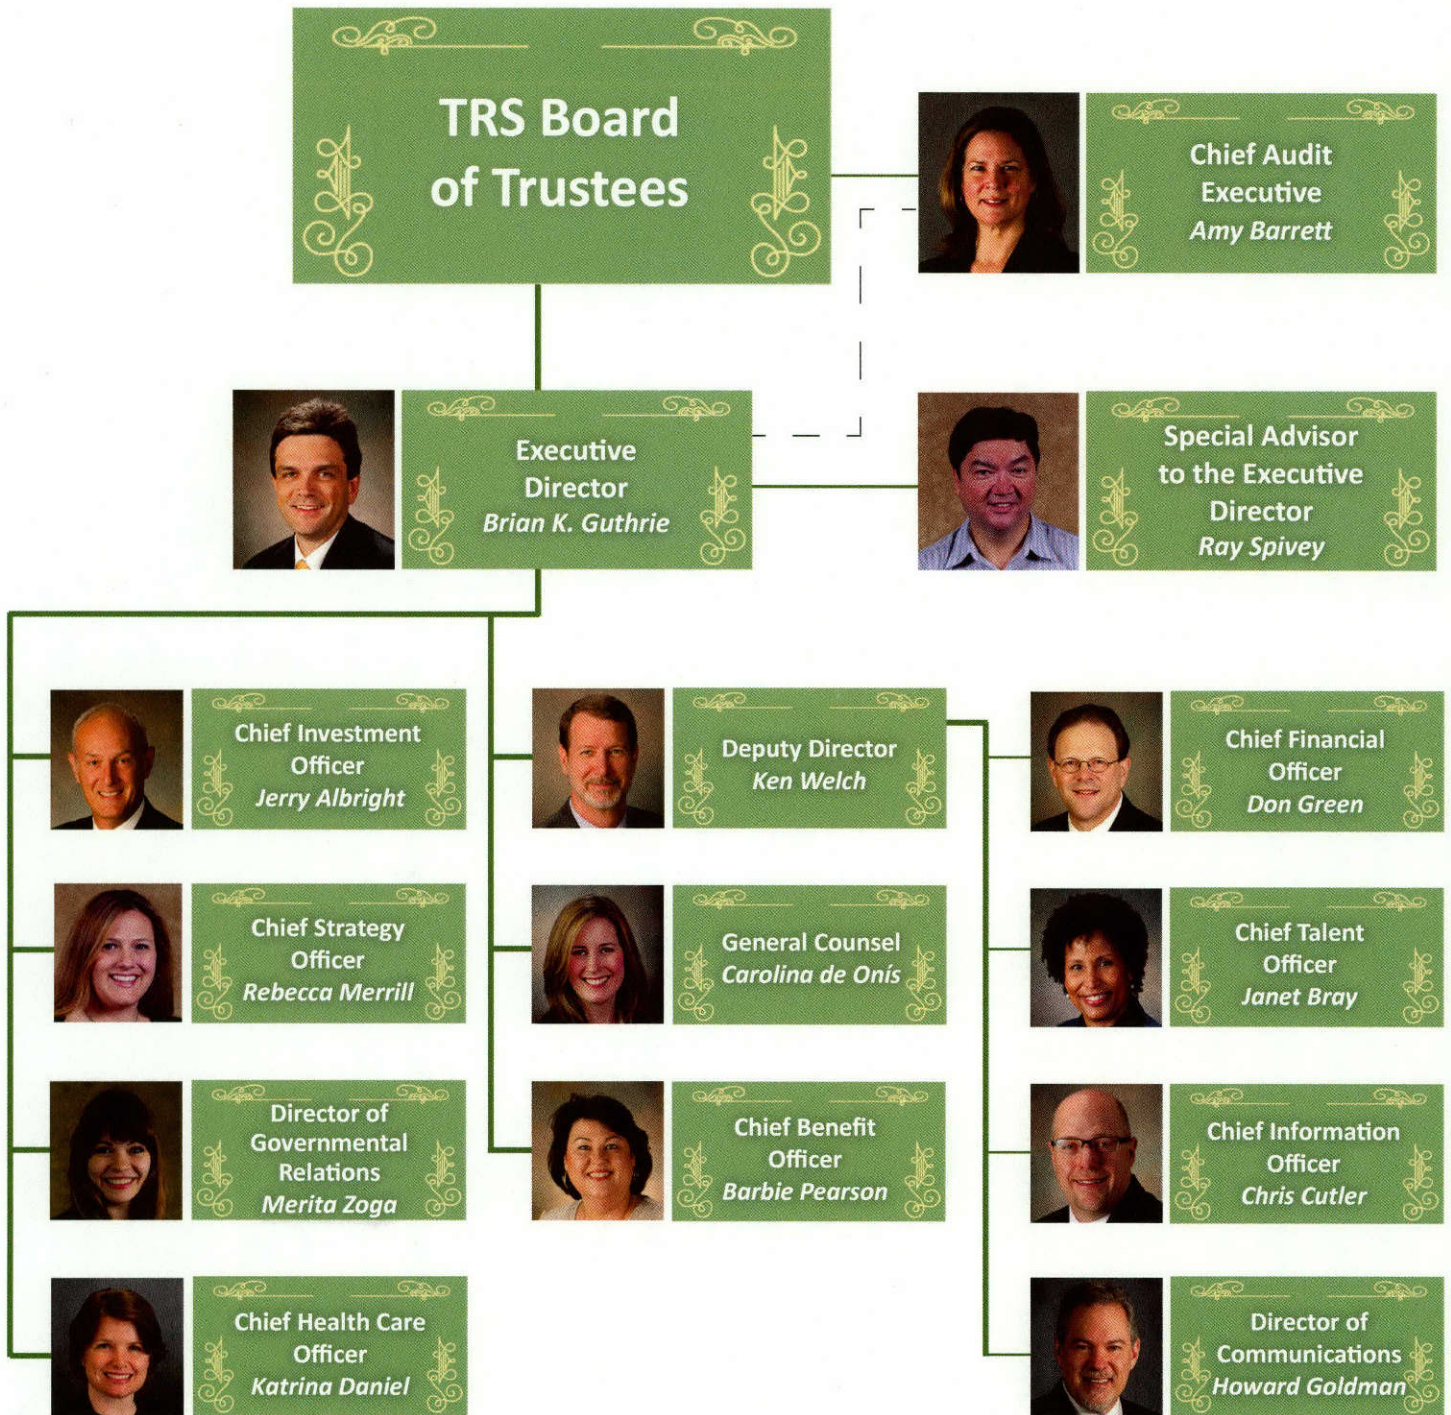 TRS Board
of Trustees
Chief Audit
Executive
Amy Barrett
Executive
Director
Brian K. Guthrie
Special Advisor
to the Executive
Director
Ray Spivey
Chief Investment
Officer
Jerry Albright
Deputy Director
Ken Welch
Chief Financial
Officer
Don Green
Chief Strategy
Officer
Rebecca Merrill
General Counsel
Carolina de Onís
Chief Talent
Officer
Janet Bray
Director of
Governmental
Relations
Merita Zoga
Chief Benefit
Officer
Barbie Pearson
Chief Information
Officer
Chris Cutler
Chief Health Care
Officer
Katrina Daniel
Director of
Communications
Howard Goldman